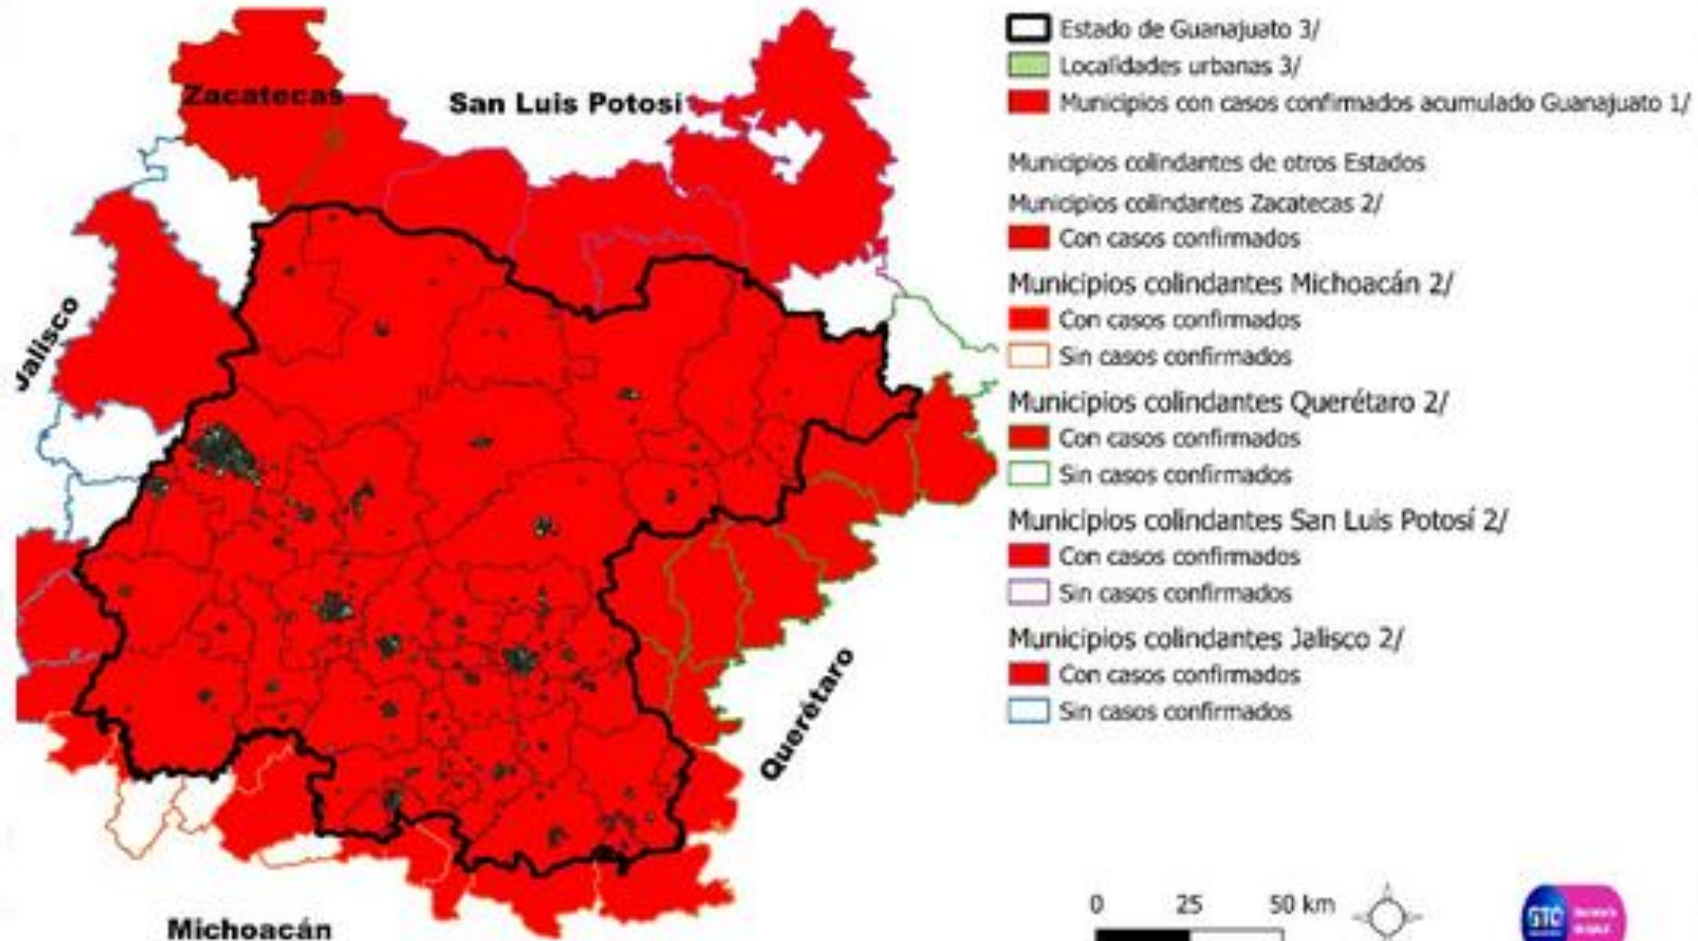 Zacatecas
San Luis Potosí
Jalisco
Querétaro
Michoacán
Estado de Guanajuato 3/
Localidades urbanas 3/
Municipios con casos confirmados acumulado Guanajuato 1/
Municipios colindantes de otros Estados
Municipios colindantes Zacatecas 2/
Con casos confirmados
Municipios colindantes Michoacán 2/
Con casos confirmados
Sin casos confirmados
Municipios colindantes Querétaro 2/
Con casos confirmados
Sin casos confirmados
Municipios colindantes San Luis Potosí 2/
Con casos confirmados
Sin casos confirmados
Municipios colindantes Jalisco 2/
Con casos confirmados
Sin casos confirmados
0 25 50 km
GTO